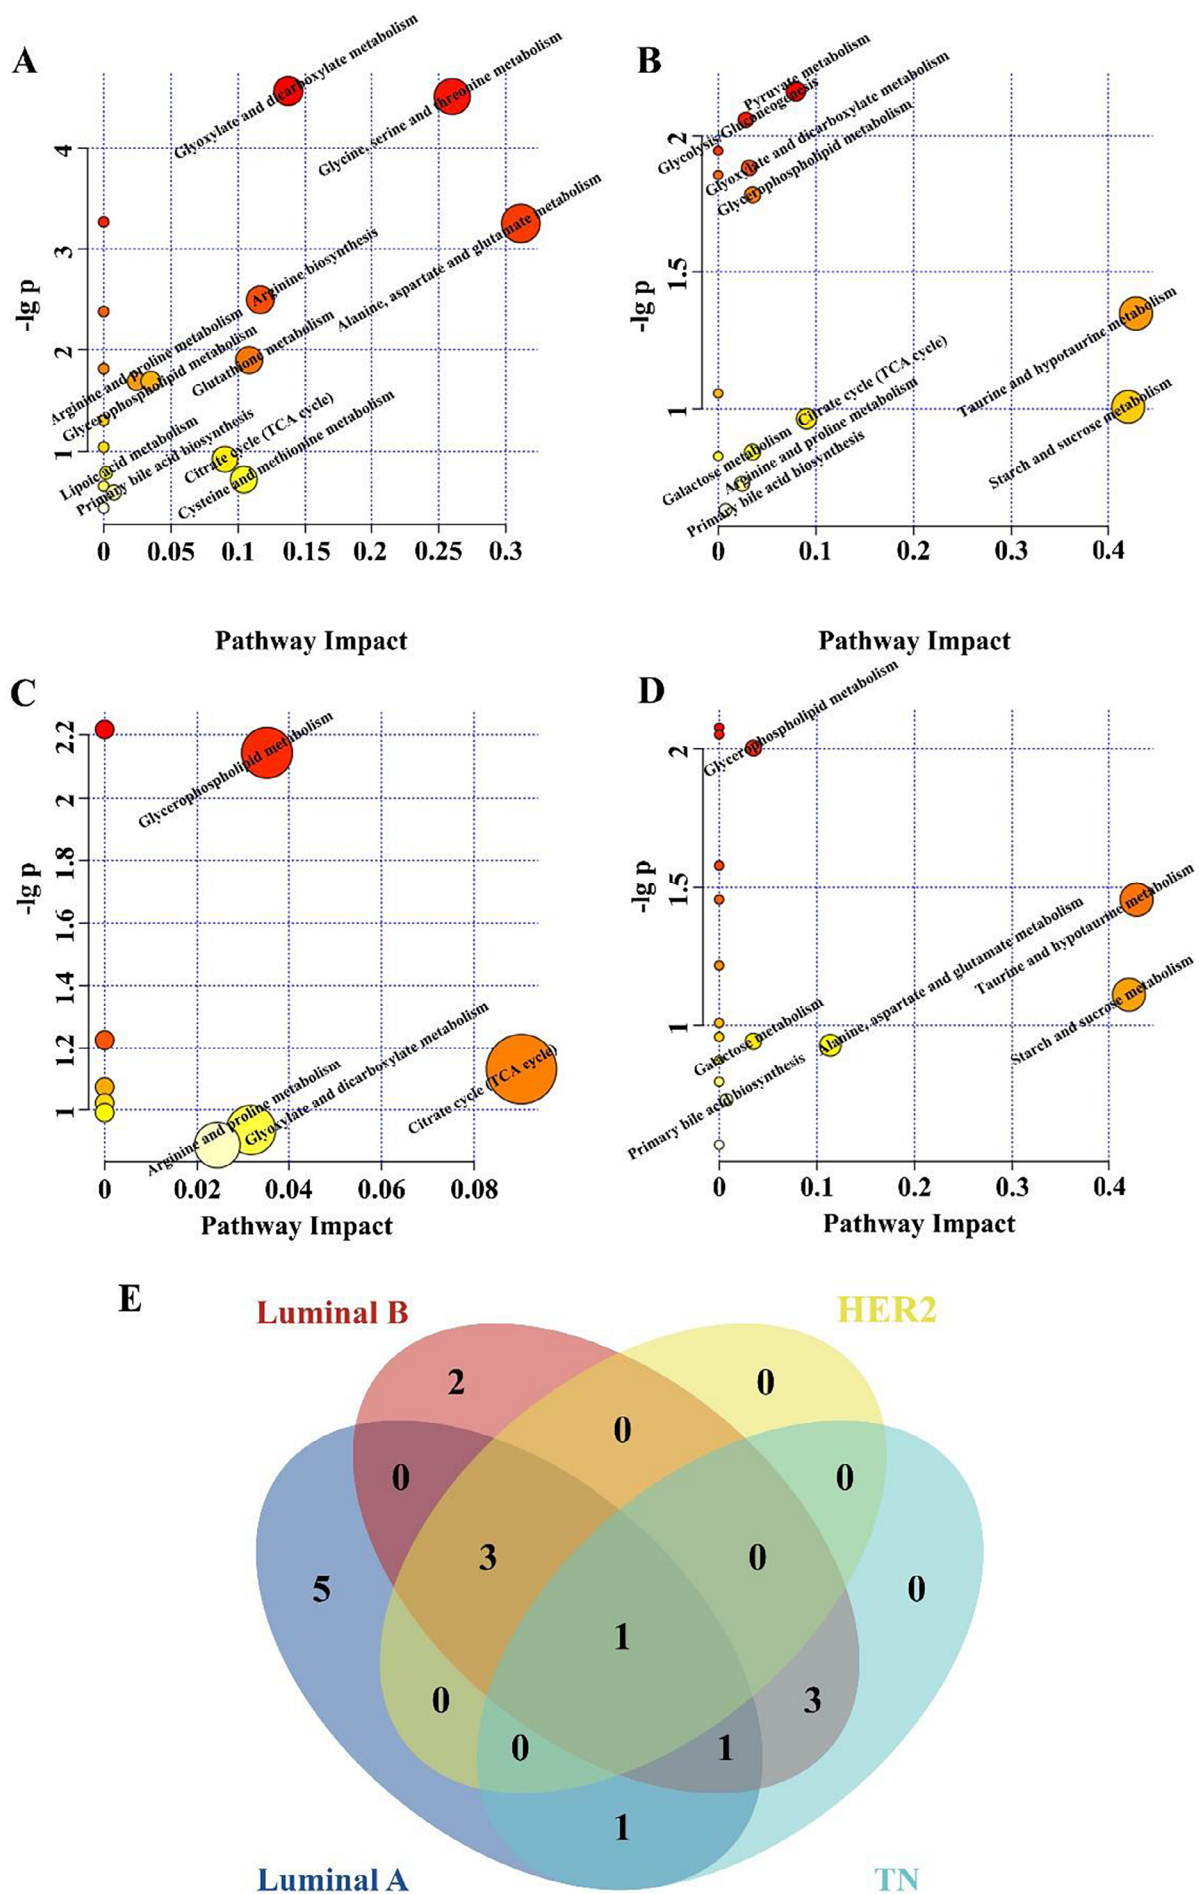 A
Glyoxylate and dicarboxylate metabolism
Glycine, serine and threonine metabolism
Alanine, aspartate and glutamate metabolism
Arginine biosynthesis
Arginine and proline metabolism
Glycerophospholipid metabolism
Glutathione metabolism
Lipoic acid metabolism
Primary bile acid biosynthesis
Citrate cycle (TCA cycle)
Cysteine and methionine metabolism
-lg p
4
3
2
1
0 0.05 0.1 0.15 0.2 0.25 0.3
Pathway Impact
B
Pyruvate metabolism
Glycolysis/Gluconeogenesis
Glyoxylate and dicarboxylate metabolism
Glycerophospholipid metabolism
Taurine and hypotaurine metabolism
Starch and sucrose metabolism
Citrate cycle (TCA cycle)
Galactose metabolism
Arginine and proline metabolism
Primary bile acid biosynthesis
-lg p
2
1.5
1
0 0.1 0.2 0.3 0.4
Pathway Impact
C
Glycerophospholipid metabolism
Arginine and proline metabolism
Glyoxylate and dicarboxylate metabolism
Citrate cycle (TCA cycle)
-lg p
2.2
2
1.8
1.6
1.4
1.2
1
0 0.02 0.04 0.06 0.08
Pathway Impact
D
Glycerophospholipid metabolism
Taurine and hypotaurine metabolism
Alanine, aspartate and glutamate metabolism
Starch and sucrose metabolism
Galactose metabolism
Primary bile acid biosynthesis
-lg p
2
1.5
1
0 0.1 0.2 0.3 0.4
Pathway Impact
E
Luminal B
HER2
2
0
0
0
0
3
0
5
0
1
0
3
0
1
1
Luminal A
TN